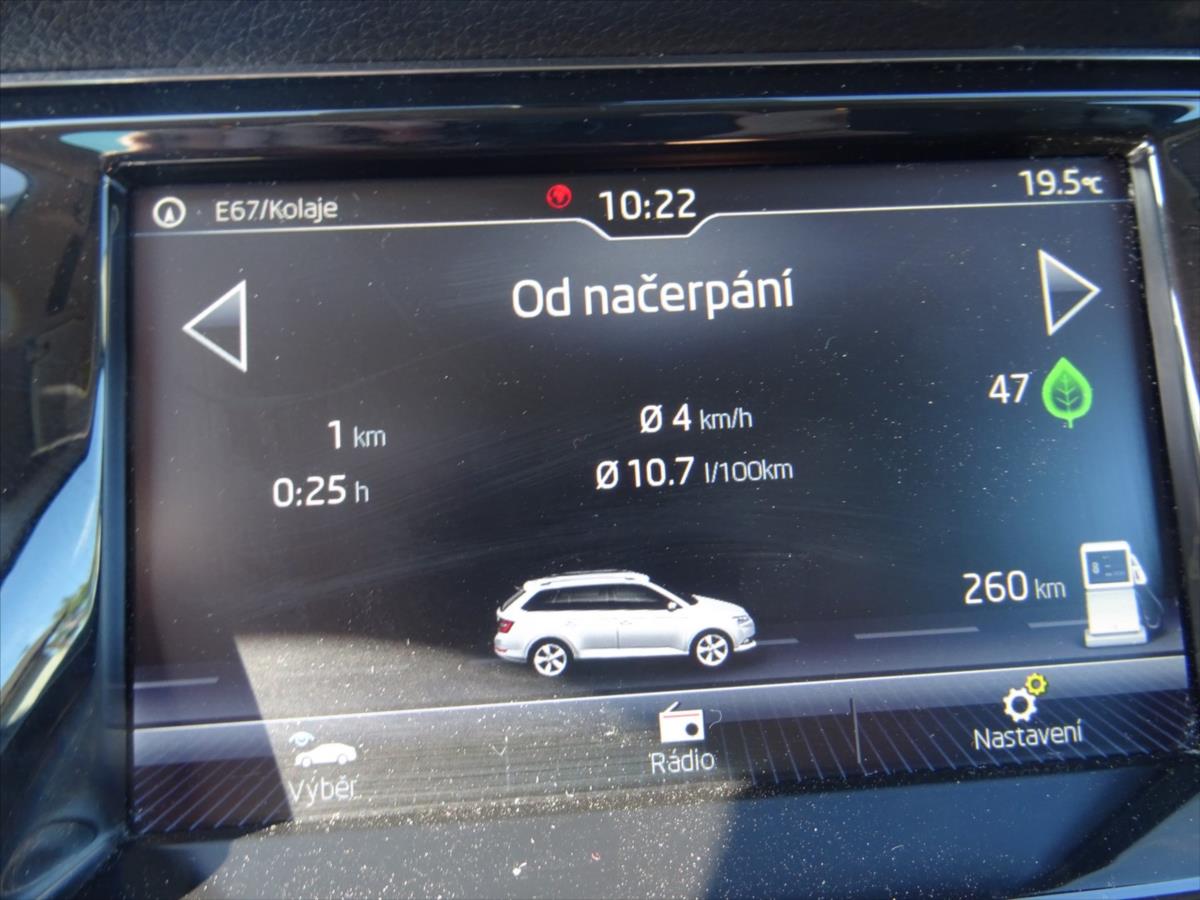 E67/Kolaje
10:22
19.5°C
Od načerpání
47
1 km
Ø 4 km/h
0:25 h
Ø 10.7 l/100km
260 km
Výběr
Rádio
Nastavení